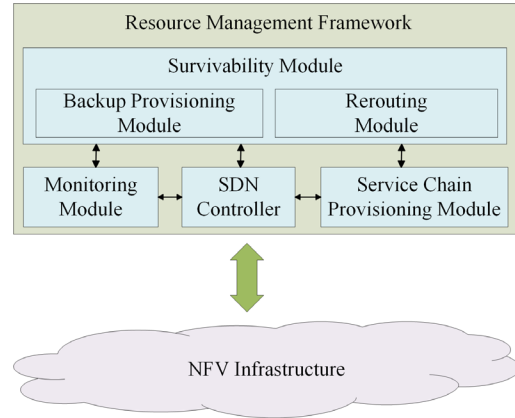 Resource Management Framework
Survivability Module
Backup Provisioning
Module
Rerouting
Module
Monitoring
Module
SDN
Controller
Service Chain
Provisioning Module
NFV Infrastructure